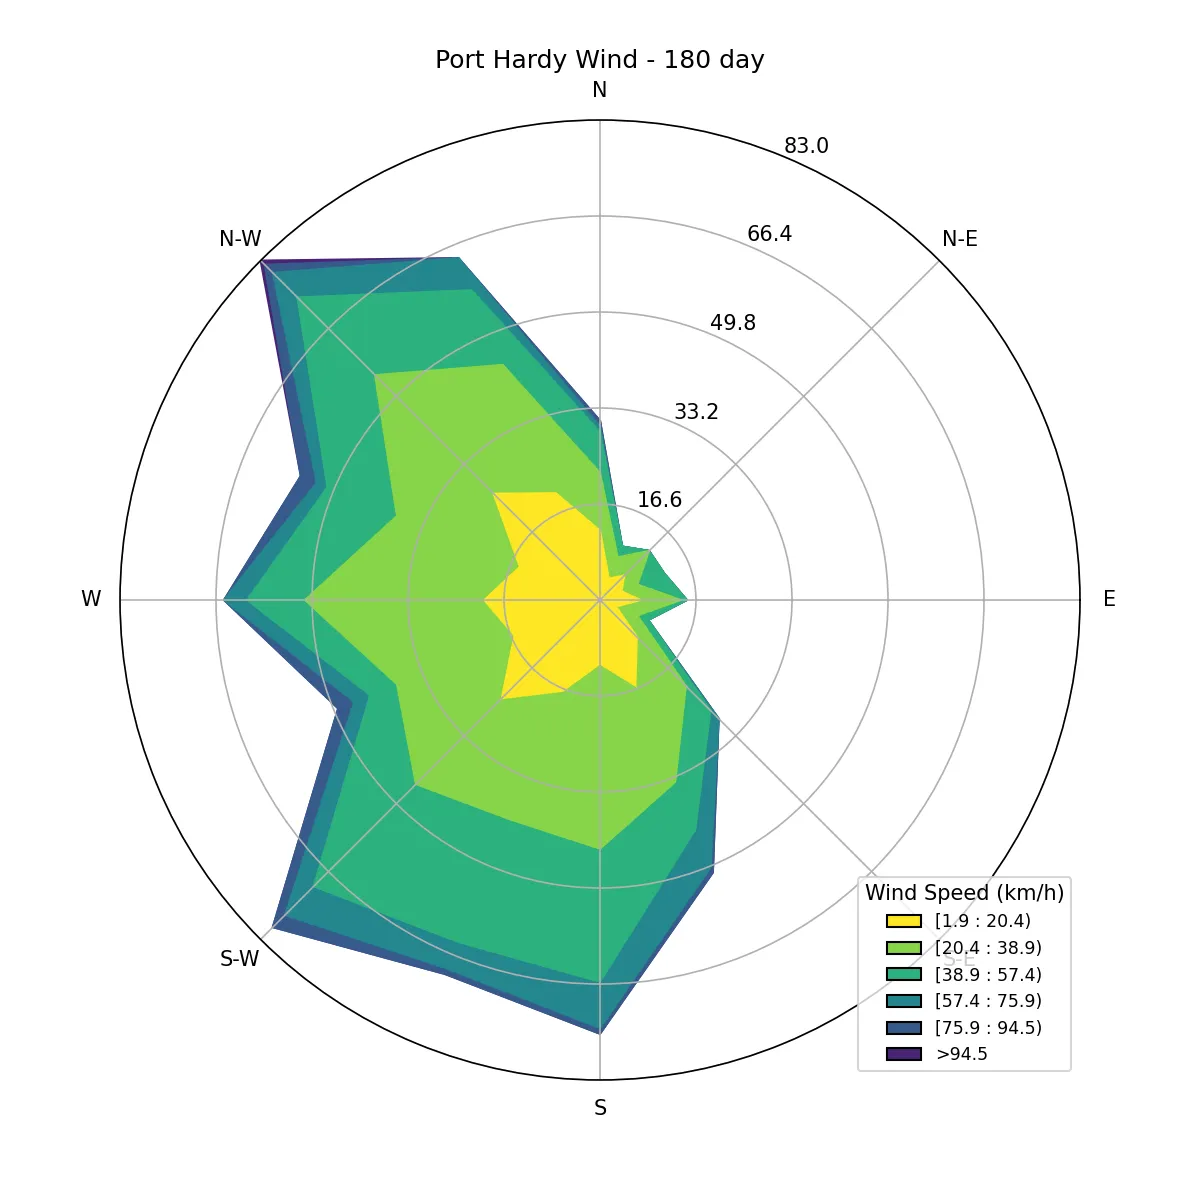 Port Hardy Wind - 180 day
N
83.0
N-W
N-E
66.4
49.8
33.2
16.6
W
E
S-W
S-E
S
Wind Speed (km/h)
[1.9 : 20.4)
[20.4 : 38.9)
[38.9 : 57.4)
[57.4 : 75.9)
[75.9 : 94.5)
>94.5